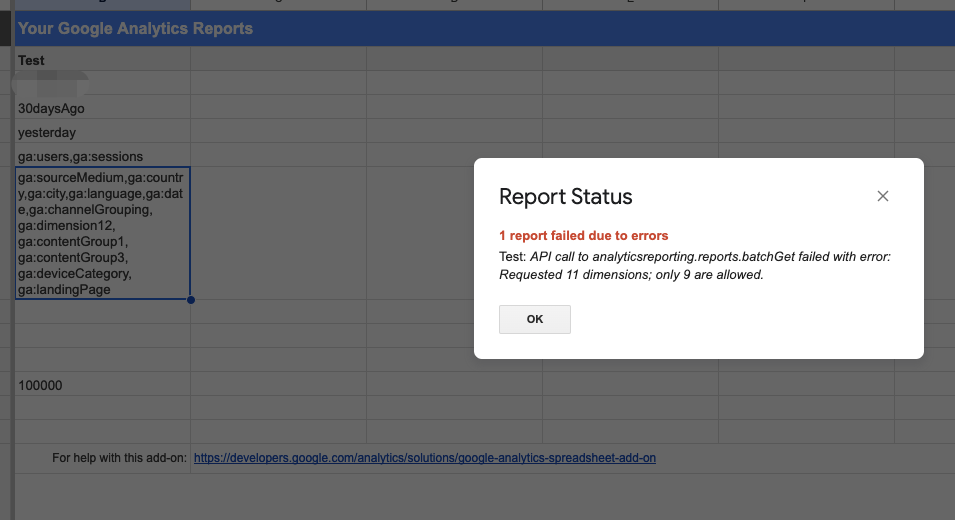 Your Google Analytics Reports
Test
30daysAgo
yesterday
ga:users,ga:sessions
ga:sourceMedium,ga:countr
y,ga:city,ga:language,ga:dat
e,ga:channelGrouping,
ga:dimension12,
ga:contentGroup1,
ga:contentGroup3,
ga:deviceCategory,
ga:landingPage
Report Status
1 report failed due to errors
Test: API call to analyticsreporting.reports.batchGet failed with error:
Requested 11 dimensions; only 9 are allowed.
OK
100000
For help with this add-on: https://developers.google.com/analytics/solutions/google-analytics-spreadsheet-add-on